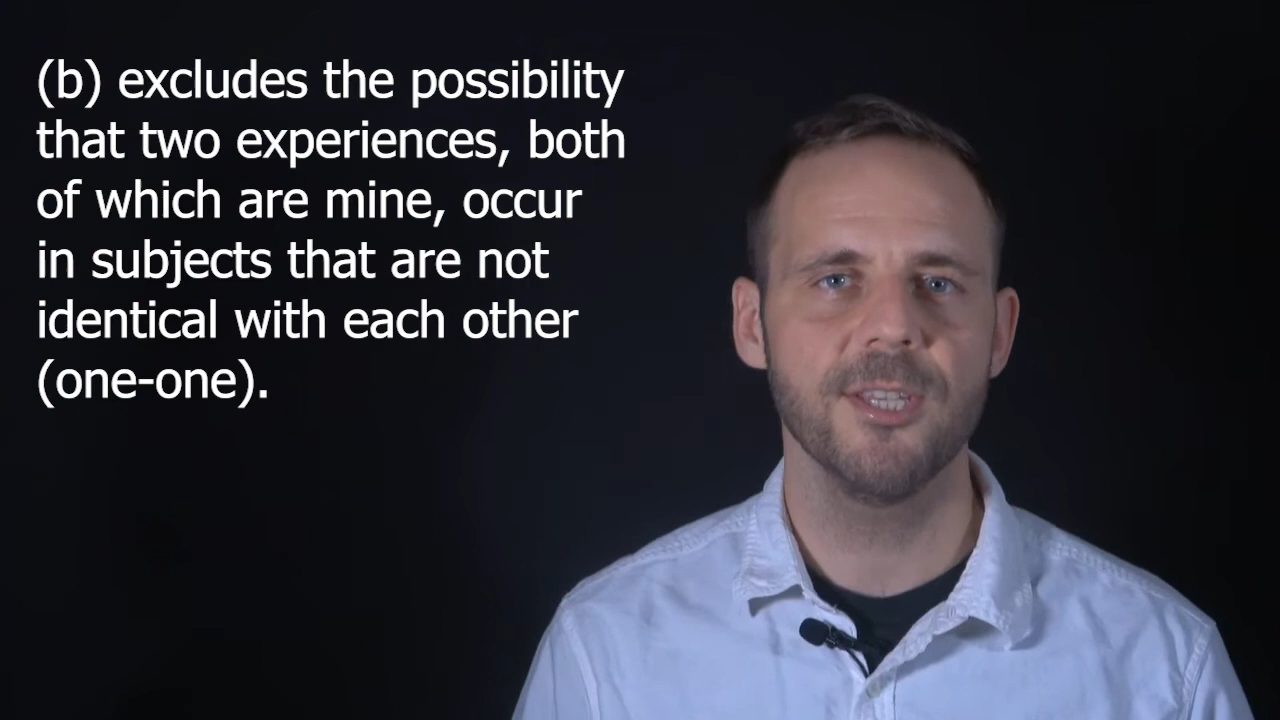 (b) excludes the possibility
that two experiences, both
of which are mine, occur
in subjects that are not
identical with each other
(one-one).